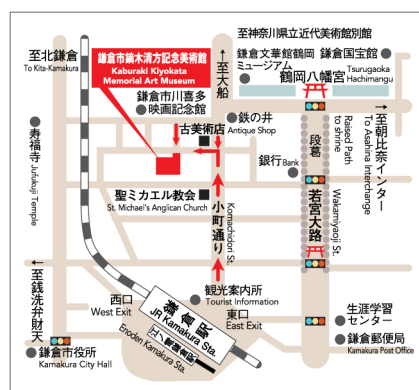 至北鎌倉
To Kita-Kamakura
鎌倉市鏑木清方記念美術館
Kaburaki Kiyokata
Memorial Art Museum
至大船
至神奈川県立近代美術館別館
鎌倉文華館鶴岡
ミュージアム
鎌倉国宝館
鶴岡八幡宮
Tsurugaoka
Hachimangu
鎌倉市川喜多
映画記念館
鉄の井
古美術店
Antique Shop
寿福寺
Jufukuji Temple
段葛
Raised Path
to shrine
至朝比奈インター
To Asahina Interchange
銀行 Bank
聖ミカエル教会
St. Michael's Anglican Church
小町通り
Komachidori St.
若宮大路
Wakamiyaoji St.
至銭洗弁財天
観光案内所
Tourist Information
西口
West Exit
鎌倉駅
JR Kamakura Sta.
東口
East Exit
江ノ電鎌倉駅
Enoden Kamakura Sta.
生涯学習
センター
鎌倉郵便局
Kamakura Post Office
鎌倉市役所
Kamakura City Hall